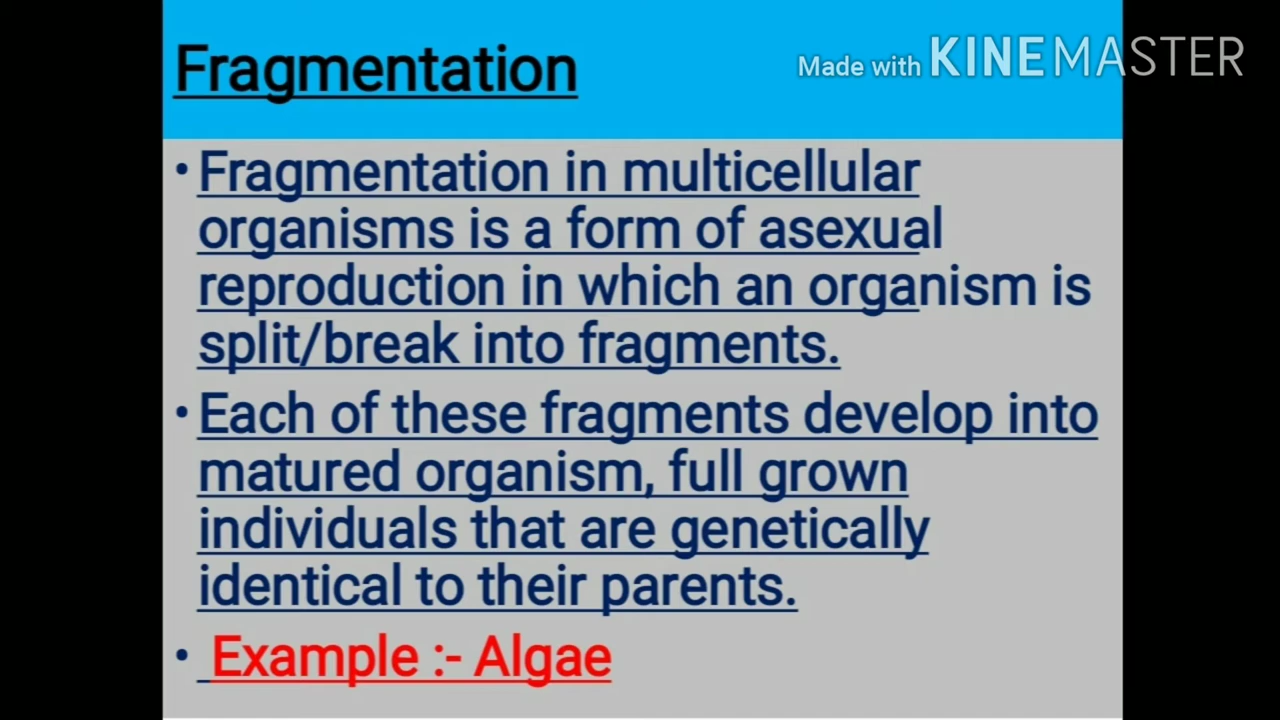 Fragmentation
Made with KINEMASTER
• Fragmentation in multicellular
organisms is a form of asexual
reproduction in which an organism is
split/break into fragments.
• Each of these fragments develop into
matured organism, full grown
individuals that are genetically
identical to their parents.
• Example :- Algae